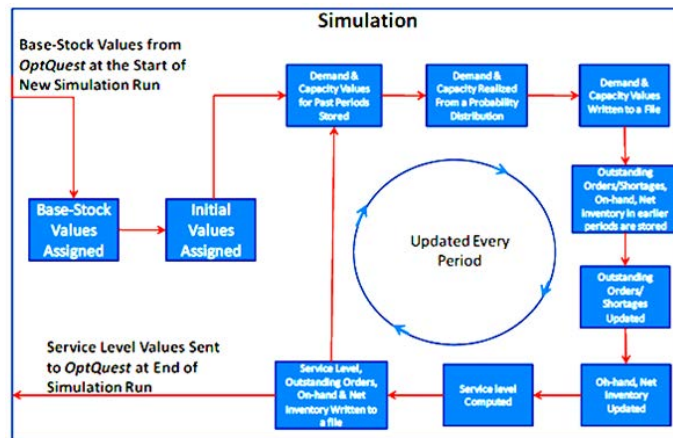 Simulation
Base-Stock Values from
OptQuest at the Start of
New Simulation Run
Demand &
Capacity Values
for Past Periods
Stored
Demand &
Capacity Realized
From a Probability
Distribution
Demand &
Capacity Values
Written to a File
Base-Stock
Values
Assigned
Initial
Values
Assigned
Outstanding
Orders/Shortages,
On-hand, Net
Inventory in earlier
periods are stored
Updated Every
Period
Outstanding
Orders/
Shortages
Updated
Service Level Values Sent
to OptQuest at End of
Simulation Run
Service Level,
Outstanding Orders,
On-hand & Net
Inventory Written to
a file
Service level
Computed
Oh-hand, Net
Inventory
Updated